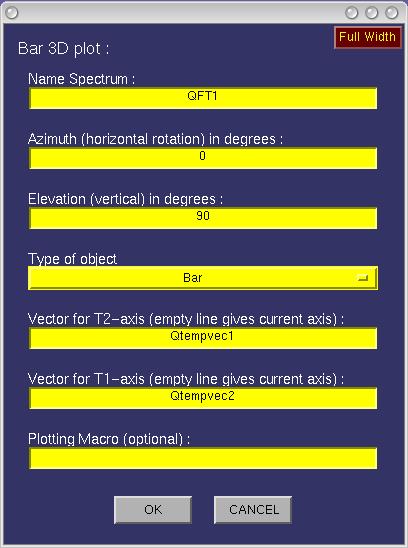 Full Width
Bar 3D plot :
Name Spectrum :
QFT1
Azimuth (horizontal rotation) in degrees :
0
Elevation (vertical) in degrees :
90
Type of object
Bar
Vector for T2-axis (empty line gives current axis) :
Qtempvec1
Vector for T1-axis (empty line gives current axis) :
Qtempvec2
Plotting Macro (optional) :
OK CANCEL